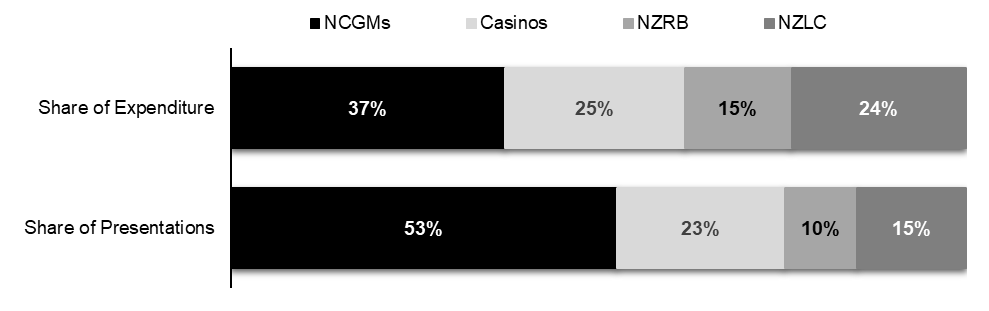 NCGMs Casinos NZRB NZLC
Share of Expenditure 37% 25% 15% 24%
Share of Presentations 53% 23% 10% 15%